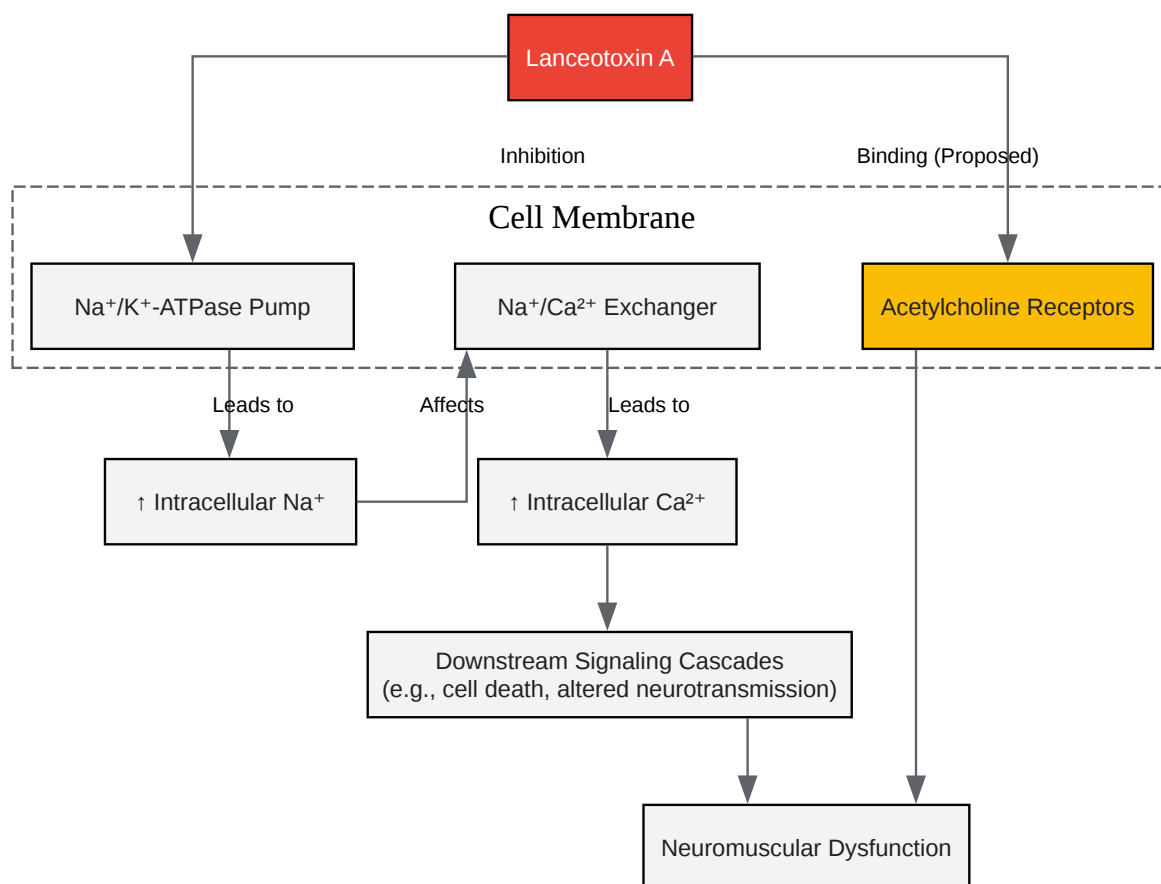 Lanceotoxin A
Inhibition
Binding (Proposed)
Cell Membrane
Na⁺/K⁺-ATPase Pump
Na⁺/Ca²⁺ Exchanger
Acetylcholine Receptors
Leads to
Affects
Leads to
↑ Intracellular Na⁺
↑ Intracellular Ca²⁺
Downstream Signaling Cascades
(e.g., cell death, altered neurotransmission)
Neuromuscular Dysfunction